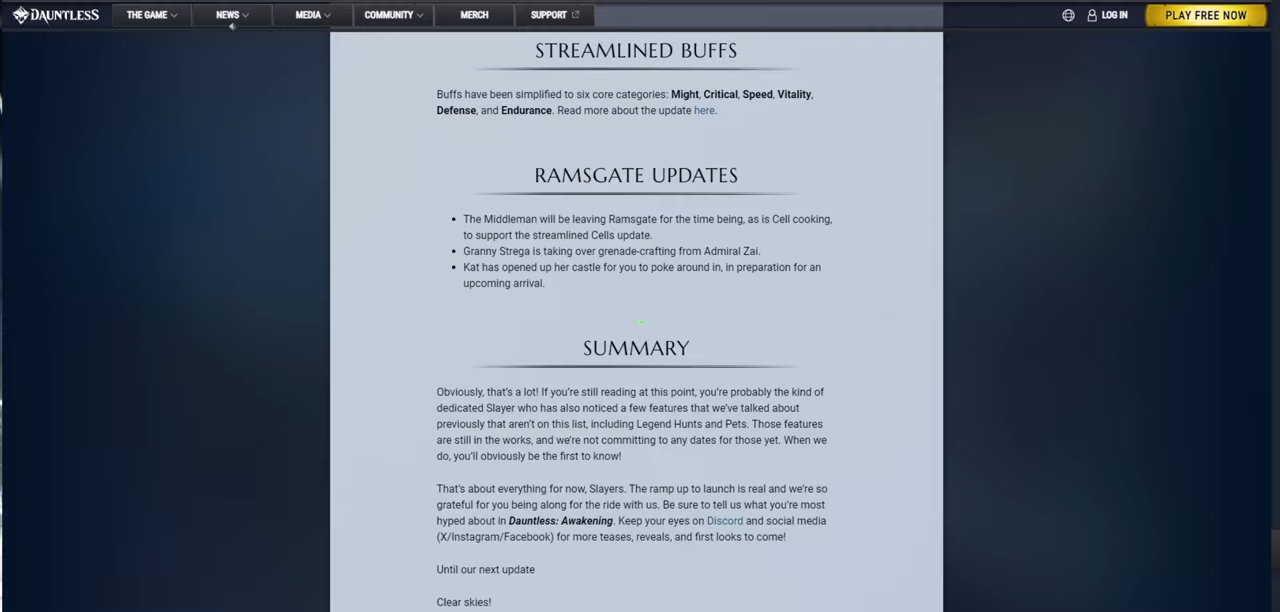 DAUNTLESS THE GAME NEWS MEDIA COMMUNITY MERCH SUPPORT LOG IN PLAY FREE NOW
STREAMLINED BUFFS
Buffs have been simplified to six core categories: Might, Critical, Speed, Vitality,
Defense, and Endurance. Read more about the update here.
RAMSGATE UPDATES
• The Middleman will be leaving Ramsgate for the time being, as is Cell cooking,
to support the streamlined Cells update.
• Granny Strega is taking over grenade-crafting from Admiral Zai.
• Kat has opened up her castle for you to poke around in, in preparation for an
upcoming arrival.
SUMMARY
Obviously, that's a lot! If you're still reading at this point, you're probably the kind of
dedicated Slayer who has also noticed a few features that we've talked about
previously that aren't on this list, including Legend Hunts and Pets. Those features
are still in the works, and we're not committing to any dates for those yet. When we
do, you'll obviously be the first to know!
That's about everything for now, Slayers. The ramp up to launch is real and we're so
grateful for you being along for the ride with us. Be sure to tell us what you're most
hyped about in Dauntless: Awakening. Keep your eyes on Discord and social media
(X/Instagram/Facebook) for more teases, reveals, and first looks to come!
Until our next update
Clear skies!